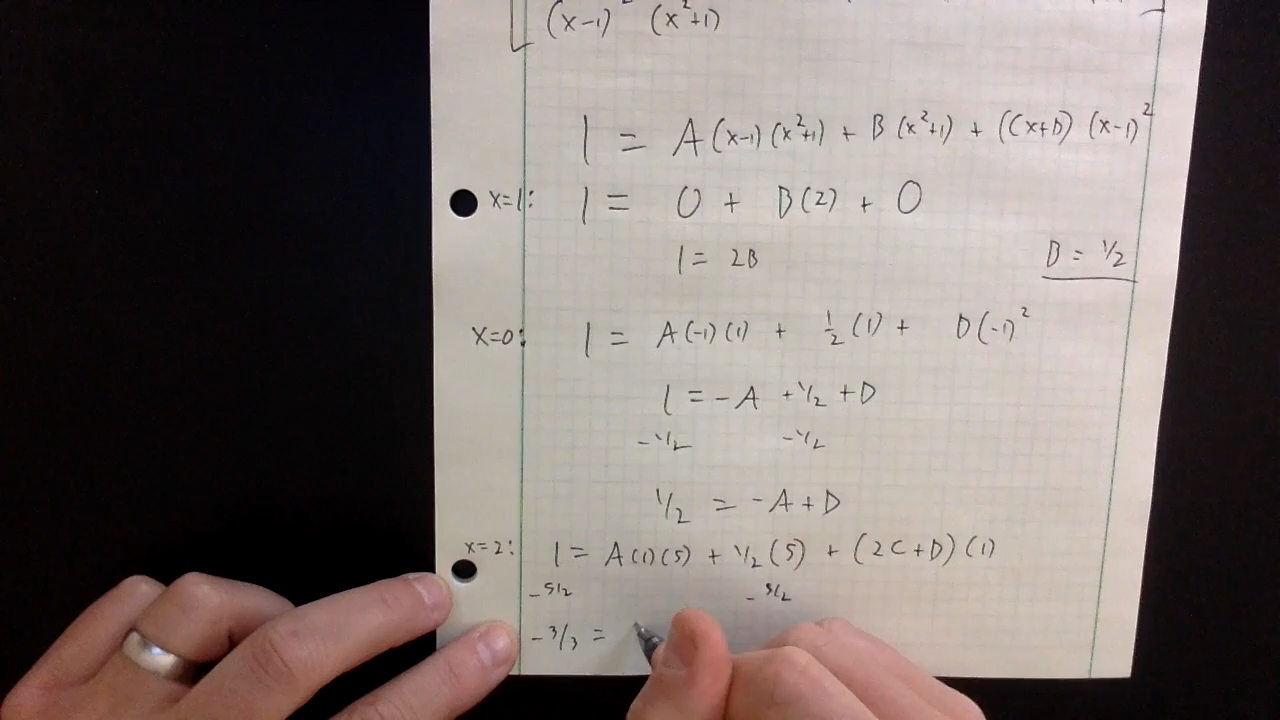 (x-1)² (x²+1)
1 = A(x-1)(x²+1) + B(x²+1) + (Cx+D)(x-1)²
x=1: 1 = 0 + B(2) + 0
1 = 2B B = 1/2
x=0: 1 = A(-1)(1) + 1/2 (1) + D(-1)²
1 = -A + 1/2 + D
-1/2 -1/2
1/2 = -A + D
x=2: 1 = A(1)(5) + 1/2 (5) + (2C+D)(1)
-5/2 -5/2
-3/3 =